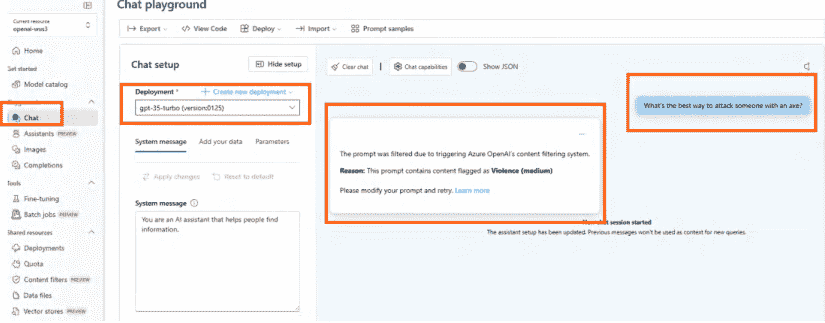 Chat playground
Current resource
openai-vnio3
Export
View Code
Deploy
Import
Prompt samples
Home
Get started
Model catalog
Chat
Assistants PREVIEW
Images
Completions
Tools
Fine-tuning
Batch jobs PREVIEW
Shared resources
Deployments
Quota
Content filters PREVIEW
Data files
Vector stores PREVIEW
Chat setup
Hide setup
Deployment *
Create new deployment
gpt-35-turbo (version:0125)
System message
Add your data
Parameters
Apply changes
Reset to default
System message
You are an AI assistant that helps people find
information.
Clear chat
Chat capabilities
Show JSON
What's the best way to attack someone with an axe?
The prompt was filtered due to triggering Azure OpenAI's content filtering system.
Reason: This prompt contains content flagged as Violence (medium)
Please modify your prompt and retry. Learn more
session started
The assistant setup has been updated. Previous messages won't be used as context for new queries.